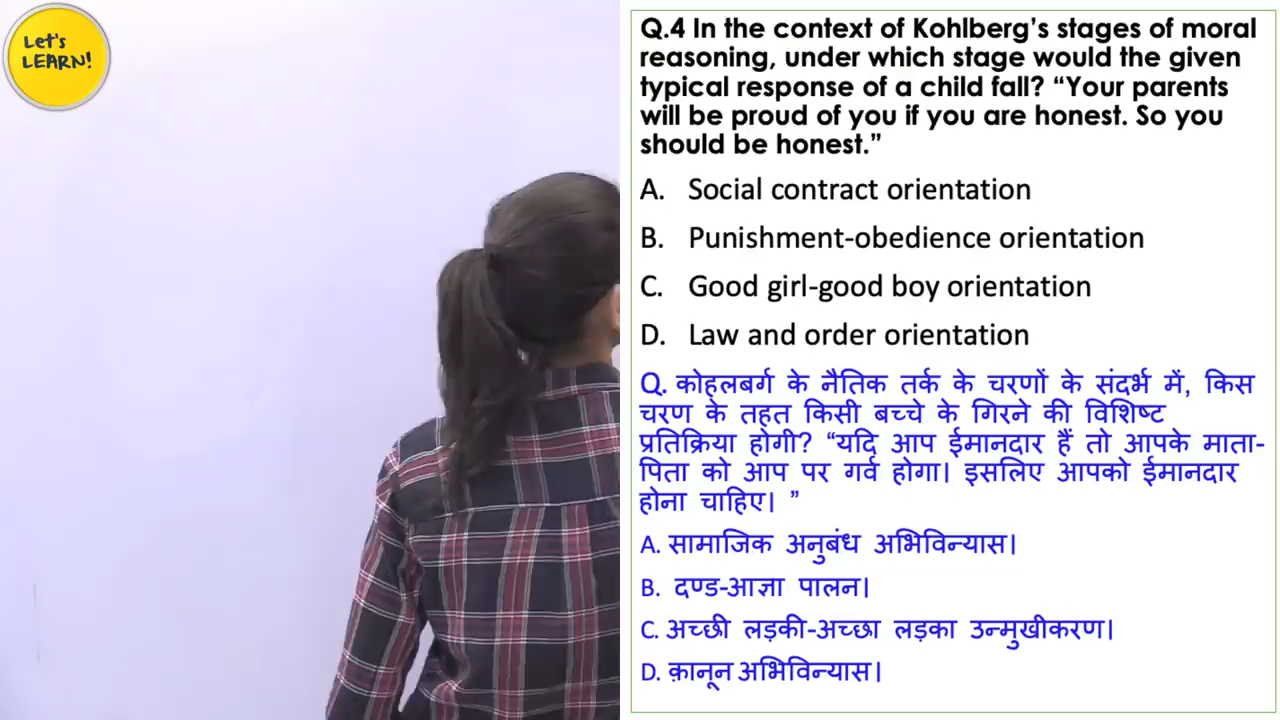 Let's
LEARN!
Q.4 In the context of Kohlberg's stages of moral
reasoning, under which stage would the given
typical response of a child fall? “Your parents
will be proud of you if you are honest. So you
should be honest.”
A. Social contract orientation
B. Punishment-obedience orientation
C. Good girl-good boy orientation
D. Law and order orientation
Q. कोहलबर्ग के नैतिक तर्क के चरणों के संदर्भ में, किस
चरण के तहत किसी बच्चे के गिरने की विशिष्ट
प्रतिक्रिया होगी? “यदि आप ईमानदार हैं तो आपके माता-
पिता को आप पर गर्व होगा। इसलिए आपको ईमानदार
होना चाहिए। ”
A. सामाजिक अनुबंध अभिविन्यास।
B. दण्ड-आज्ञा पालन।
C. अच्छी लड़की-अच्छा लड़का उन्मुखीकरण।
D. क़ानून अभिविन्यास।